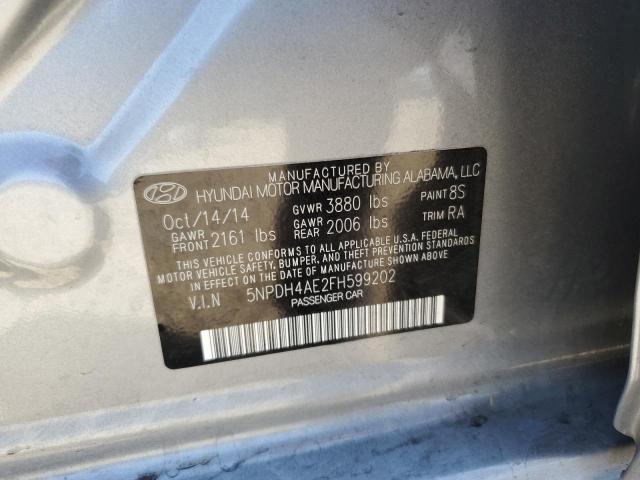 MANUFACTURED BY
HYUNDAI MOTOR MANUFACTURING ALABAMA, LLC
Oct/14/14 GVWR 3880 lbs PAINT 8S
GAWR FRONT 2161 lbs GAWR REAR 2006 lbs TRIM RA
THIS VEHICLE CONFORMS TO ALL APPLICABLE U.S.A. FEDERAL
MOTOR VEHICLE SAFETY, BUMPER, AND THEFT PREVENTION STANDARDS
IN EFFECT ON THE DATE OF MANUFACTURE SHOWN ABOVE.
V.I.N 5NPDH4AE2FH599202
PASSENGER CAR